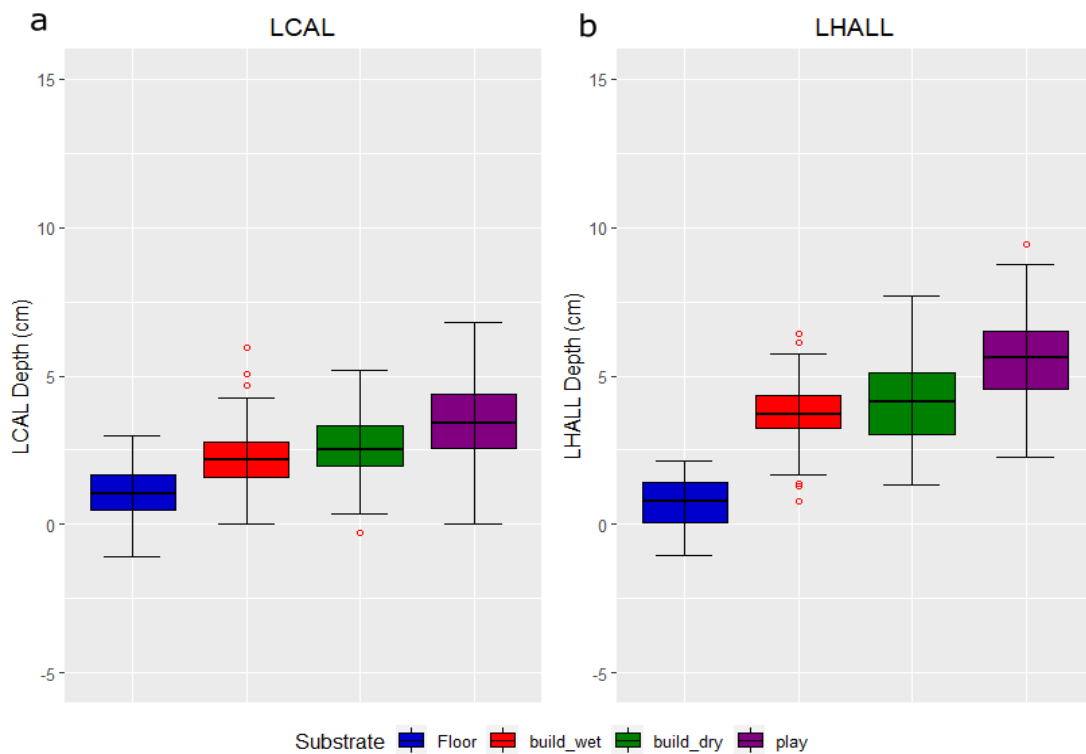 a
LCAL
b
LHALL
15
10
5
0
-5
LCAL Depth (cm)
15
10
5
0
-5
LHALL Depth (cm)
Substrate Floor build_wet build_dry play